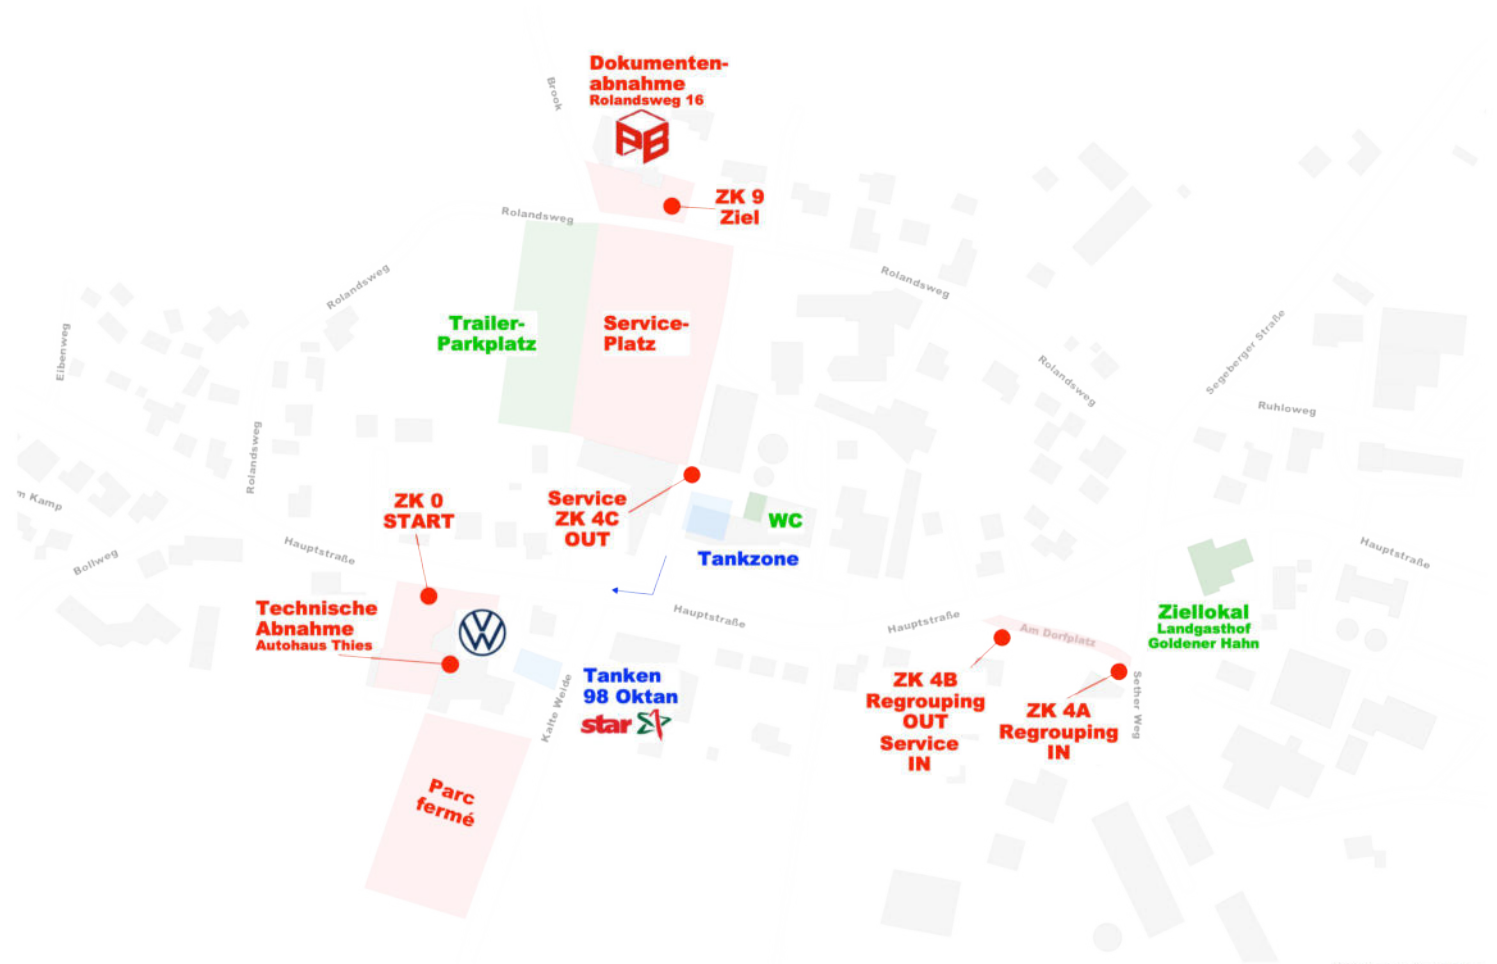 Dokumenten-
abnahme
Rolandsweg 16
PB
Brook
ZK 9
Ziel
Rolandsweg
Rolandsweg
Rolandsweg
Trailer-
Parkplatz
Service-
Platz
Eibenweg
Segeberger Straße
Rolandsweg
Ruhloweg
Rolandsweg
m Kamp
ZK 0
START
Service
ZK 4C
OUT
WC
Tankzone
Bollweg
Hauptstraße
Hauptstraße
Technische
Abnahme
Autohaus Thies
VW
Hauptstraße
Hauptstraße
Am Dorfplatz
Ziellokal
Landgasthof
Goldener Hahn
Tanken
98 Oktan
star
Kalte Weide
ZK 4B
Regrouping
OUT
Service
IN
ZK 4A
Regrouping
IN
Sether Weg
Parc
fermé